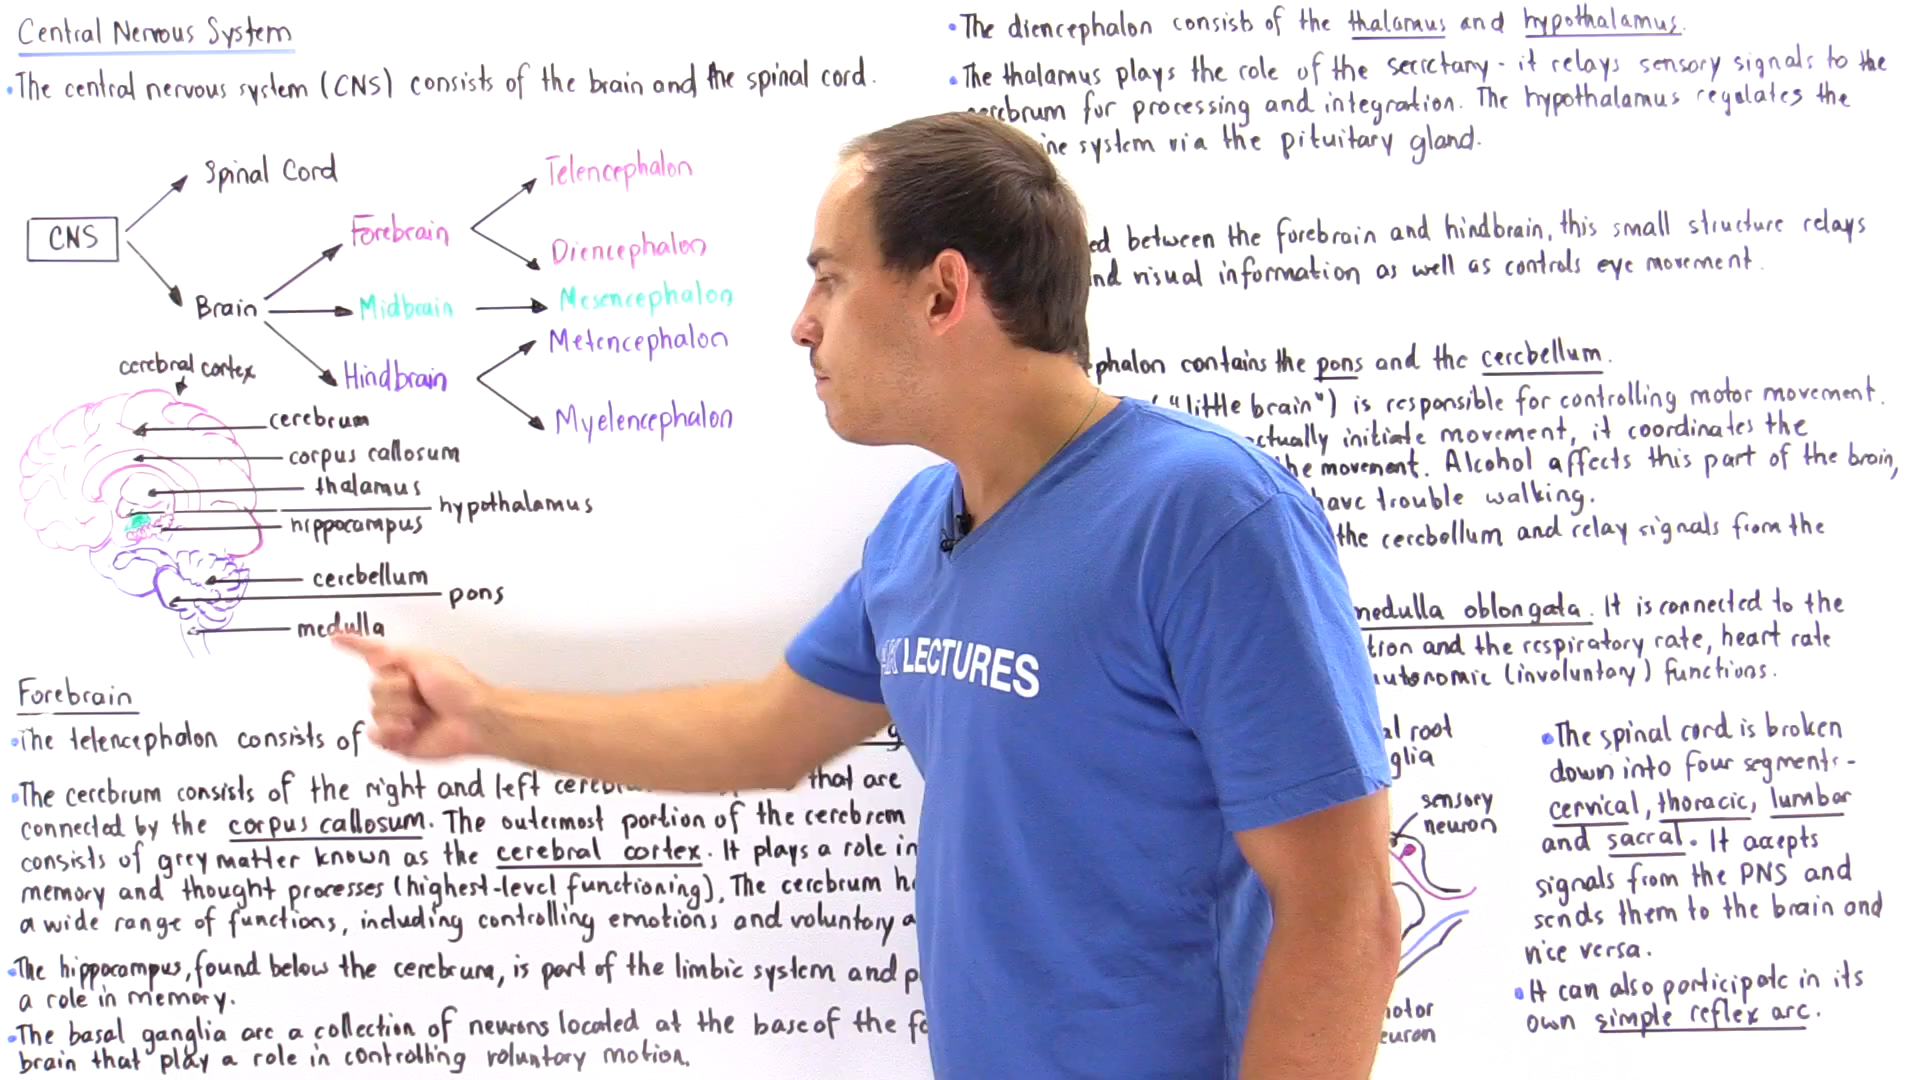 Central Nervous System
• The central nervous system (CNS) consists of the brain and the spinal cord.
CNS
Spinal Cord
Brain
Forebrain
Midbrain
Hindbrain
Telencephalon
Diencephalon
Mesencephalon
Metencephalon
Myelencephalon
cerebral cortex
cerebrum
corpus callosum
thalamus
hypothalamus
hippocampus
cerebellum
pons
medulla
Forebrain
• The telencephalon consists of
• The cerebrum consists of the right and left that are
connected by the corpus callosum. The outermost portion of the cerebrum
consists of grey matter known as the cerebral cortex. It plays a role in
memory and thought processes (highest-level functioning). The cerebrum
a wide range of functions, including controlling emotions and voluntary
• The hippocampus, found below the cerebrum, is part of the limbic system and
a role in memory.
• The basal ganglia are a collection of neurons located at the base of the
brain that play a role in controlling voluntary motion.
• The diencephalon consists of the thalamus and hypothalamus.
• The thalamus plays the role of the secretary - it relays sensory signals to the
cerebrum for processing and integration. The hypothalamus regulates the
system via the pituitary gland.
between the forebrain and hindbrain, this small structure relays
visual information as well as controls eye movement.
contains the pons and the cerebellum.
("little brain") is responsible for controlling motor movement.
initiate movement, it coordinates the
movement. Alcohol affects this part of the brain,
have trouble walking.
the cerebellum and relay signals from the
medulla oblongata. It is connected to the
and the respiratory rate, heart rate
autonomic (involuntary) functions.
root
sensory
neuron
• The spinal cord is broken
down into four segments -
cervical, thoracic, lumbar
and sacral. It accepts
signals from the PNS and
sends them to the brain and
vice versa.
• It can also participate in its
own simple reflex arc.
LECTURES